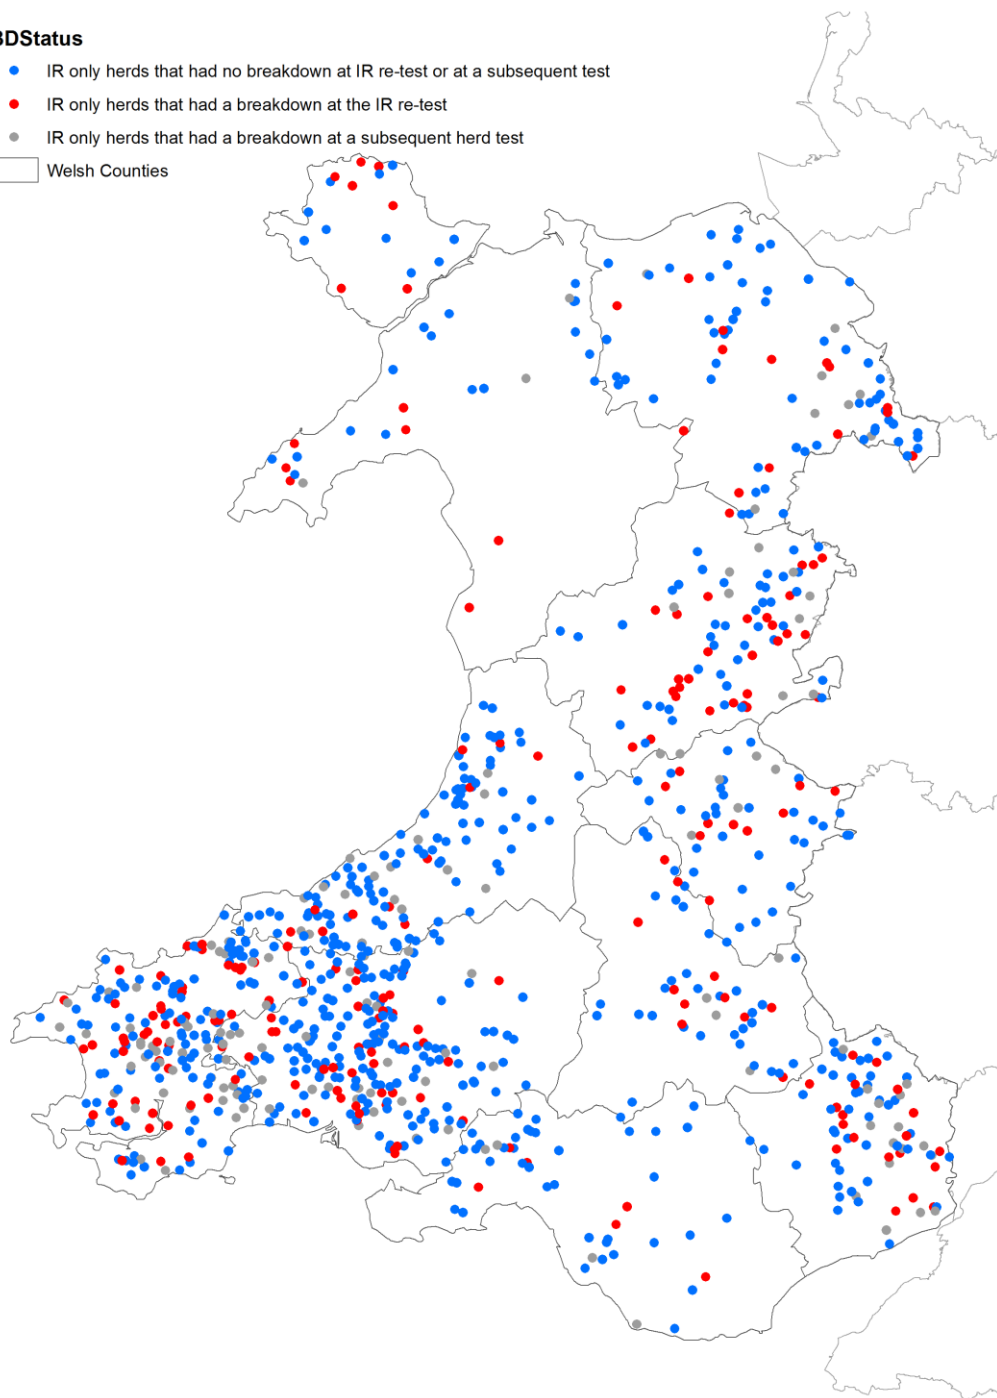 BDStatus
IR only herds that had no breakdown at IR re-test or at a subsequent test
IR only herds that had a breakdown at the IR re-test
IR only herds that had a breakdown at a subsequent herd test
Welsh Counties